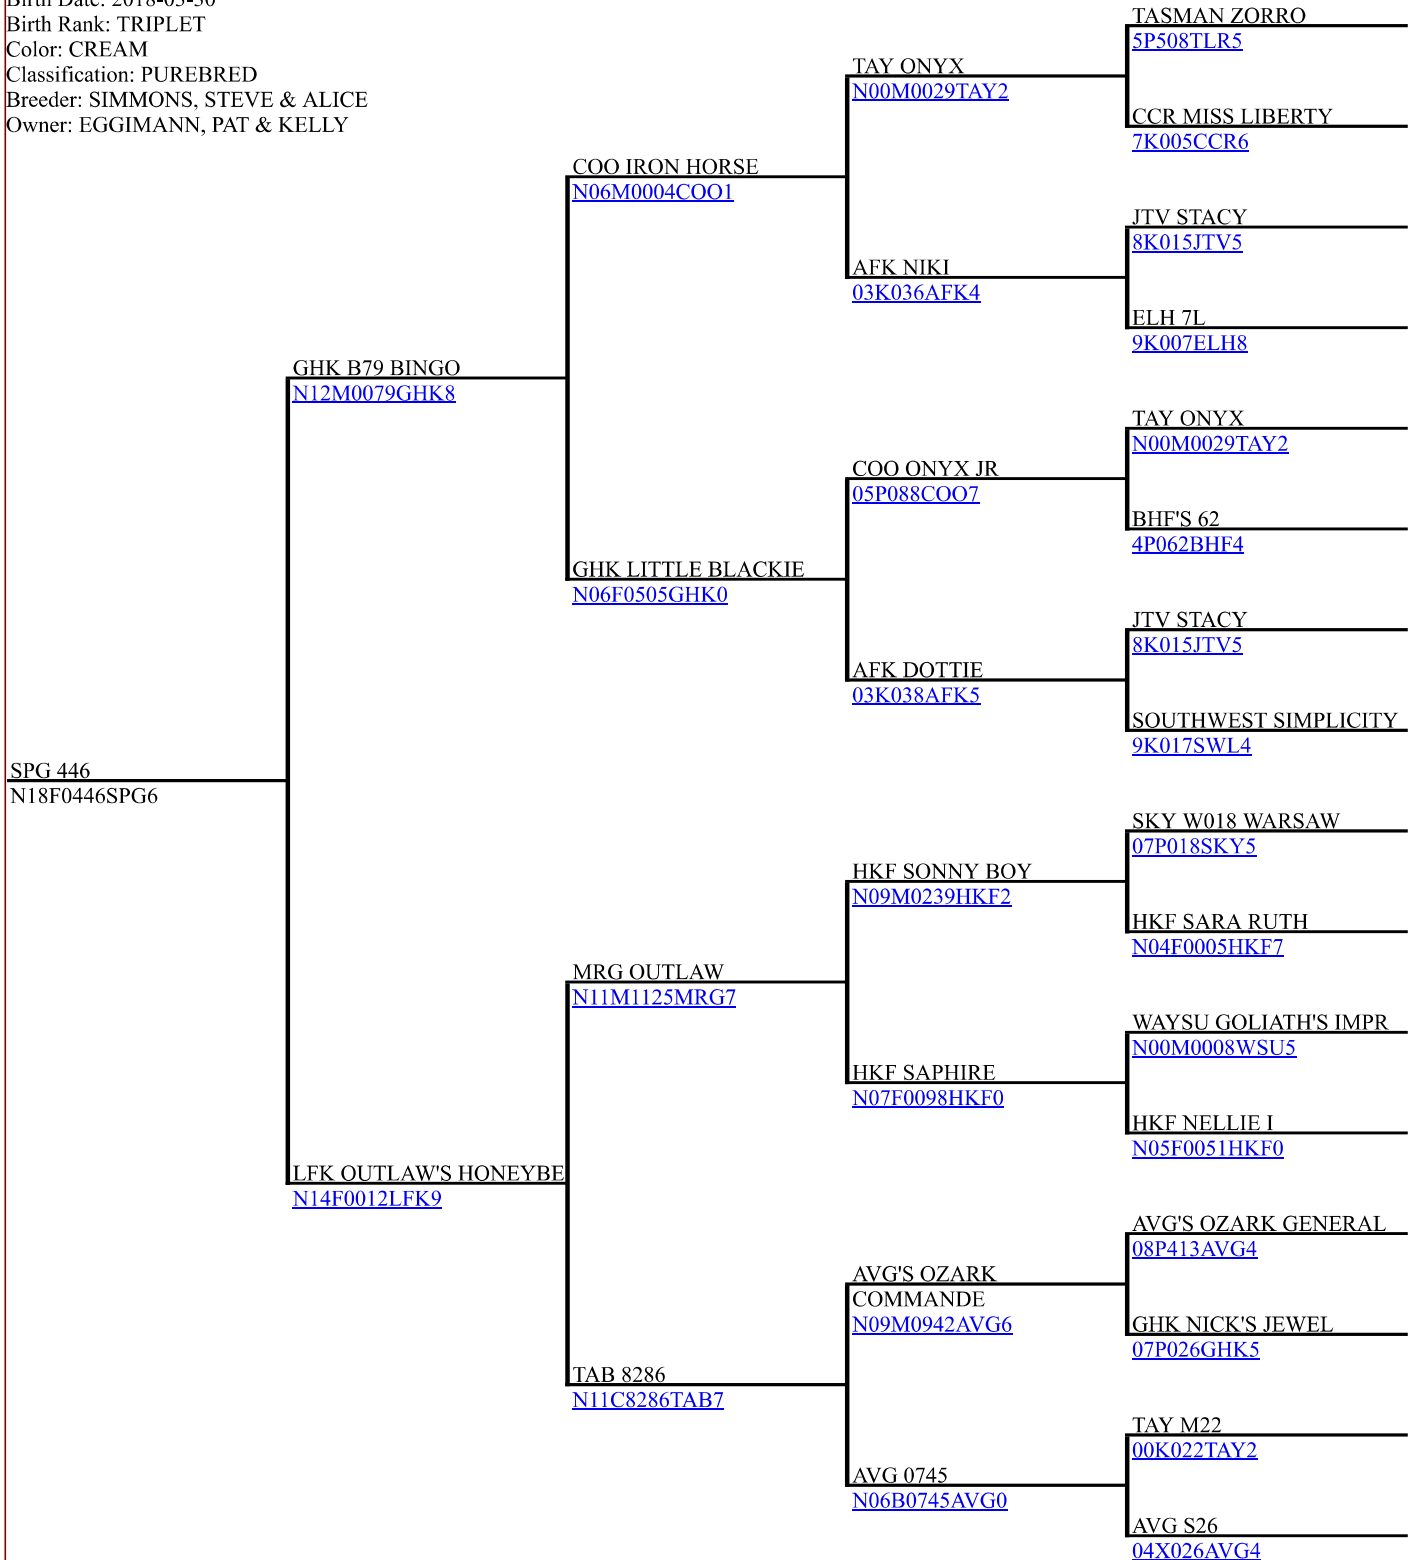 Birth Date: 2018-03-30
Birth Rank: TRIPLET
Color: CREAM
Classification: PUREBRED
Breeder: SIMMONS, STEVE & ALICE
Owner: EGGIMANN, PAT & KELLY
TASMAN ZORRO
5P508TLR5
TAY ONYX
N00M0029TAY2
CCR MISS LIBERTY
7K005CCR6
COO IRON HORSE
N06M0004COO1
JTV STACY
8K015JTV5
AFK NIKI
03K036AFK4
ELH 7L
9K007ELH8
GHK B79 BINGO
N12M0079GHK8
TAY ONYX
N00M0029TAY2
COO ONYX JR
05P088COO7
BHF'S 62
4P062BHF4
GHK LITTLE BLACKIE
N06F0505GHK0
JTV STACY
8K015JTV5
AFK DOTTIE
03K038AFK5
SOUTHWEST SIMPLICITY
9K017SWL4
SPG 446
N18F0446SPG6
SKY W018 WARSAW
07P018SKY5
HKF SONNY BOY
N09M0239HKF2
HKF SARA RUTH
N04F0005HKF7
MRG OUTLAW
N11M1125MRG7
WAYSU GOLIATH'S IMPR
N00M0008WSU5
HKF SAPHIRE
N07F0098HKF0
HKF NELLIE I
N05F0051HKF0
LFK OUTLAW'S HONEYBE
N14F0012LFK9
AVG'S OZARK GENERAL
08P413AVG4
AVG'S OZARK
COMMANDE
N09M0942AVG6
GHK NICK'S JEWEL
07P026GHK5
TAB 8286
N11C8286TAB7
TAY M22
00K022TAY2
AVG 0745
N06B0745AVG0
AVG S26
04X026AVG4